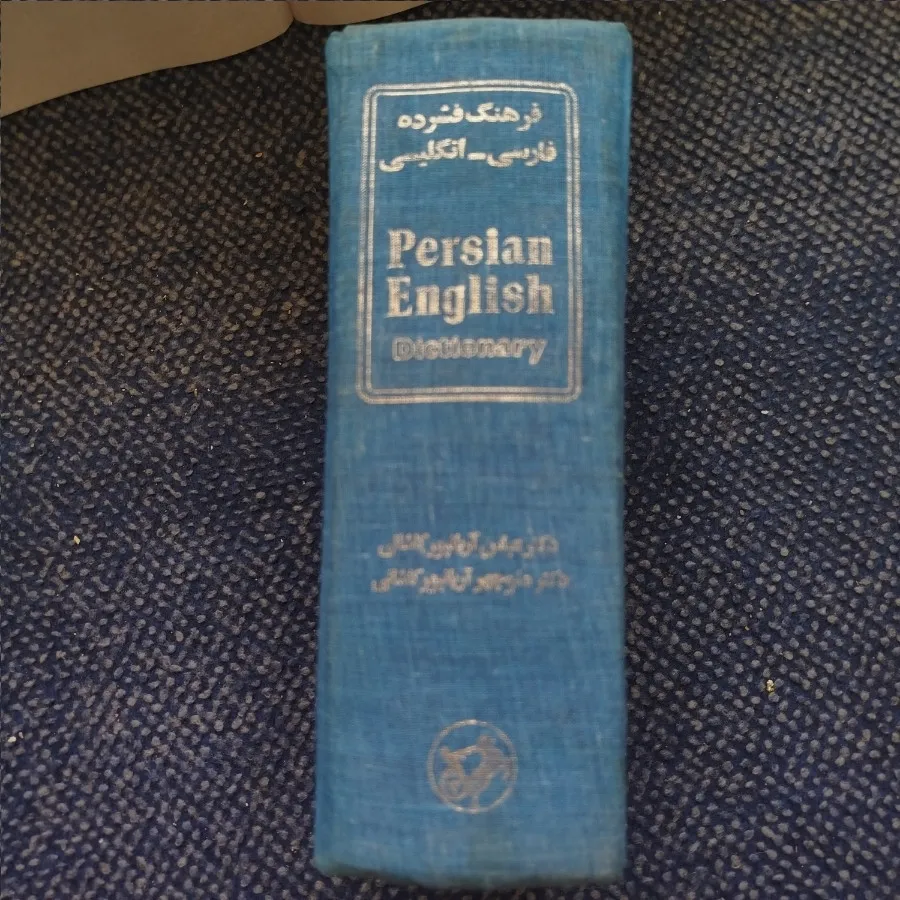 فرهنگ فشرده
فارسی - انگلیسی
Persian
English
Dictionary
دکتر عباس آریانپور کاشانی
دکتر منوچهر آریانپور کاشانی